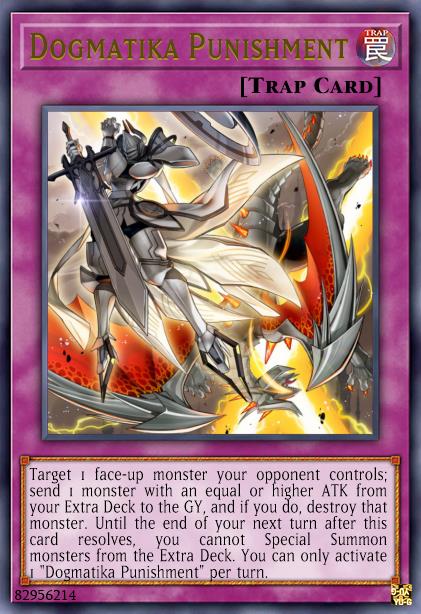 Dogmatika Punishment
TRAP
罠
[Trap Card]
Target 1 face-up monster your opponent controls;
send 1 monster with an equal or higher ATK from
your Extra Deck to the GY, and if you do, destroy that
monster. Until the end of your next turn after this
card resolves, you cannot Special Summon
monsters from the Extra Deck. You can only activate
1 "Dogmatika Punishment" per turn.
82956214